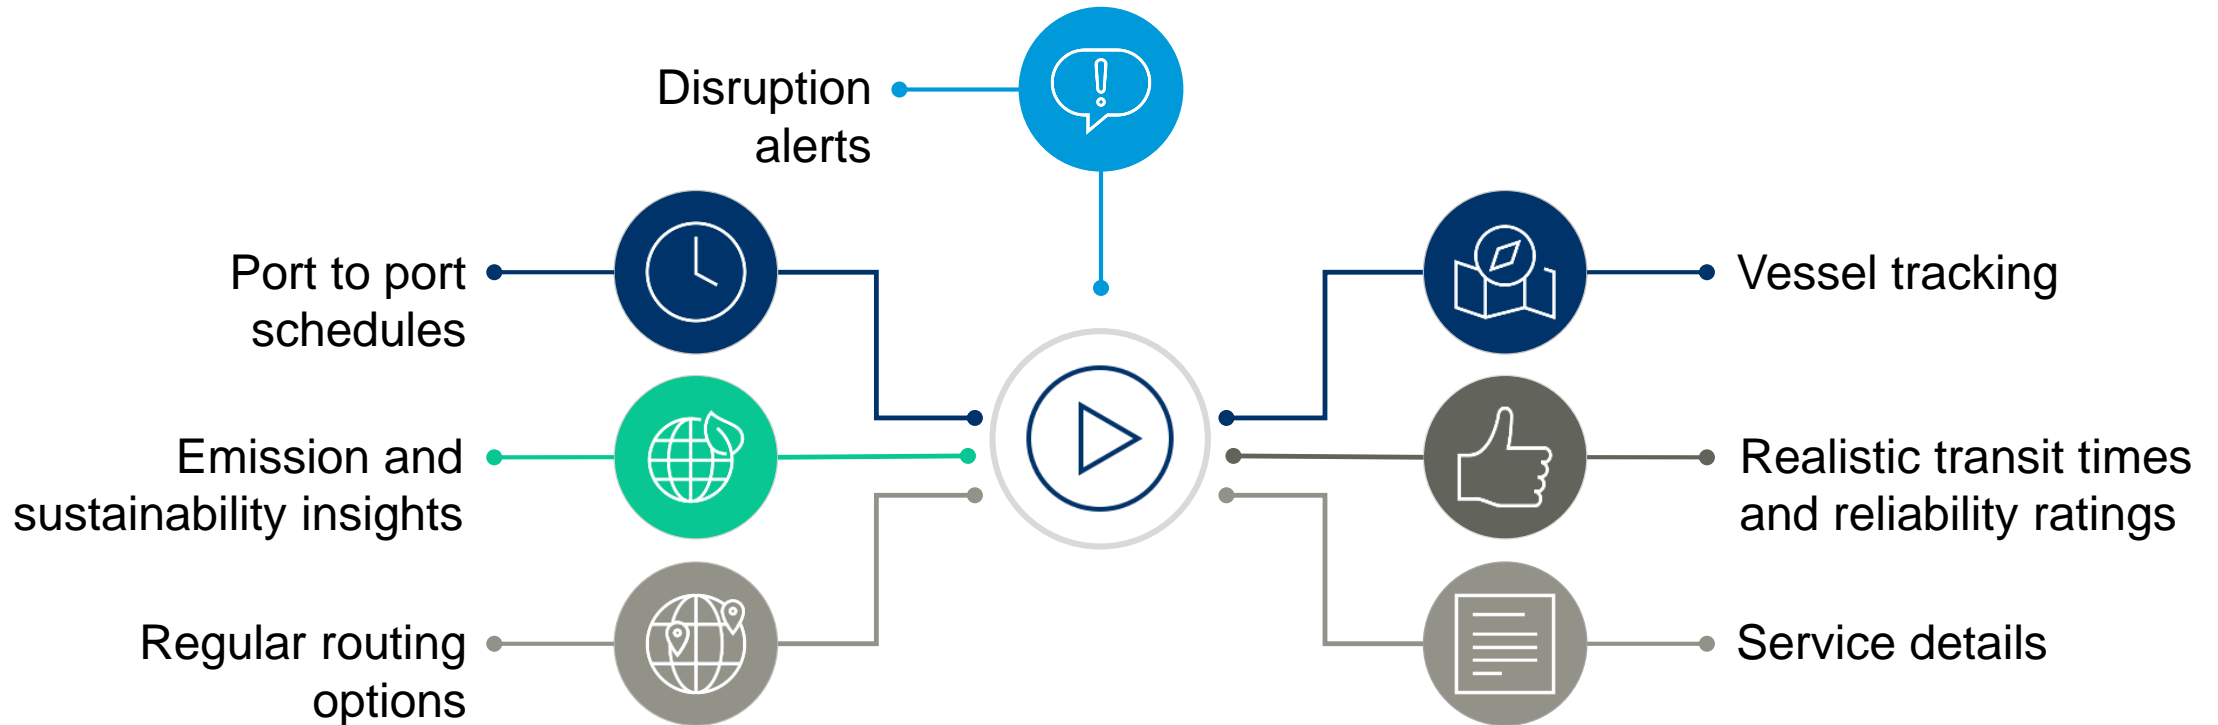 Disruption
alerts
Port to port
schedules
Emission and
sustainability insights
Regular routing
options
Vessel tracking
Realistic transit times
and reliability ratings
Service details